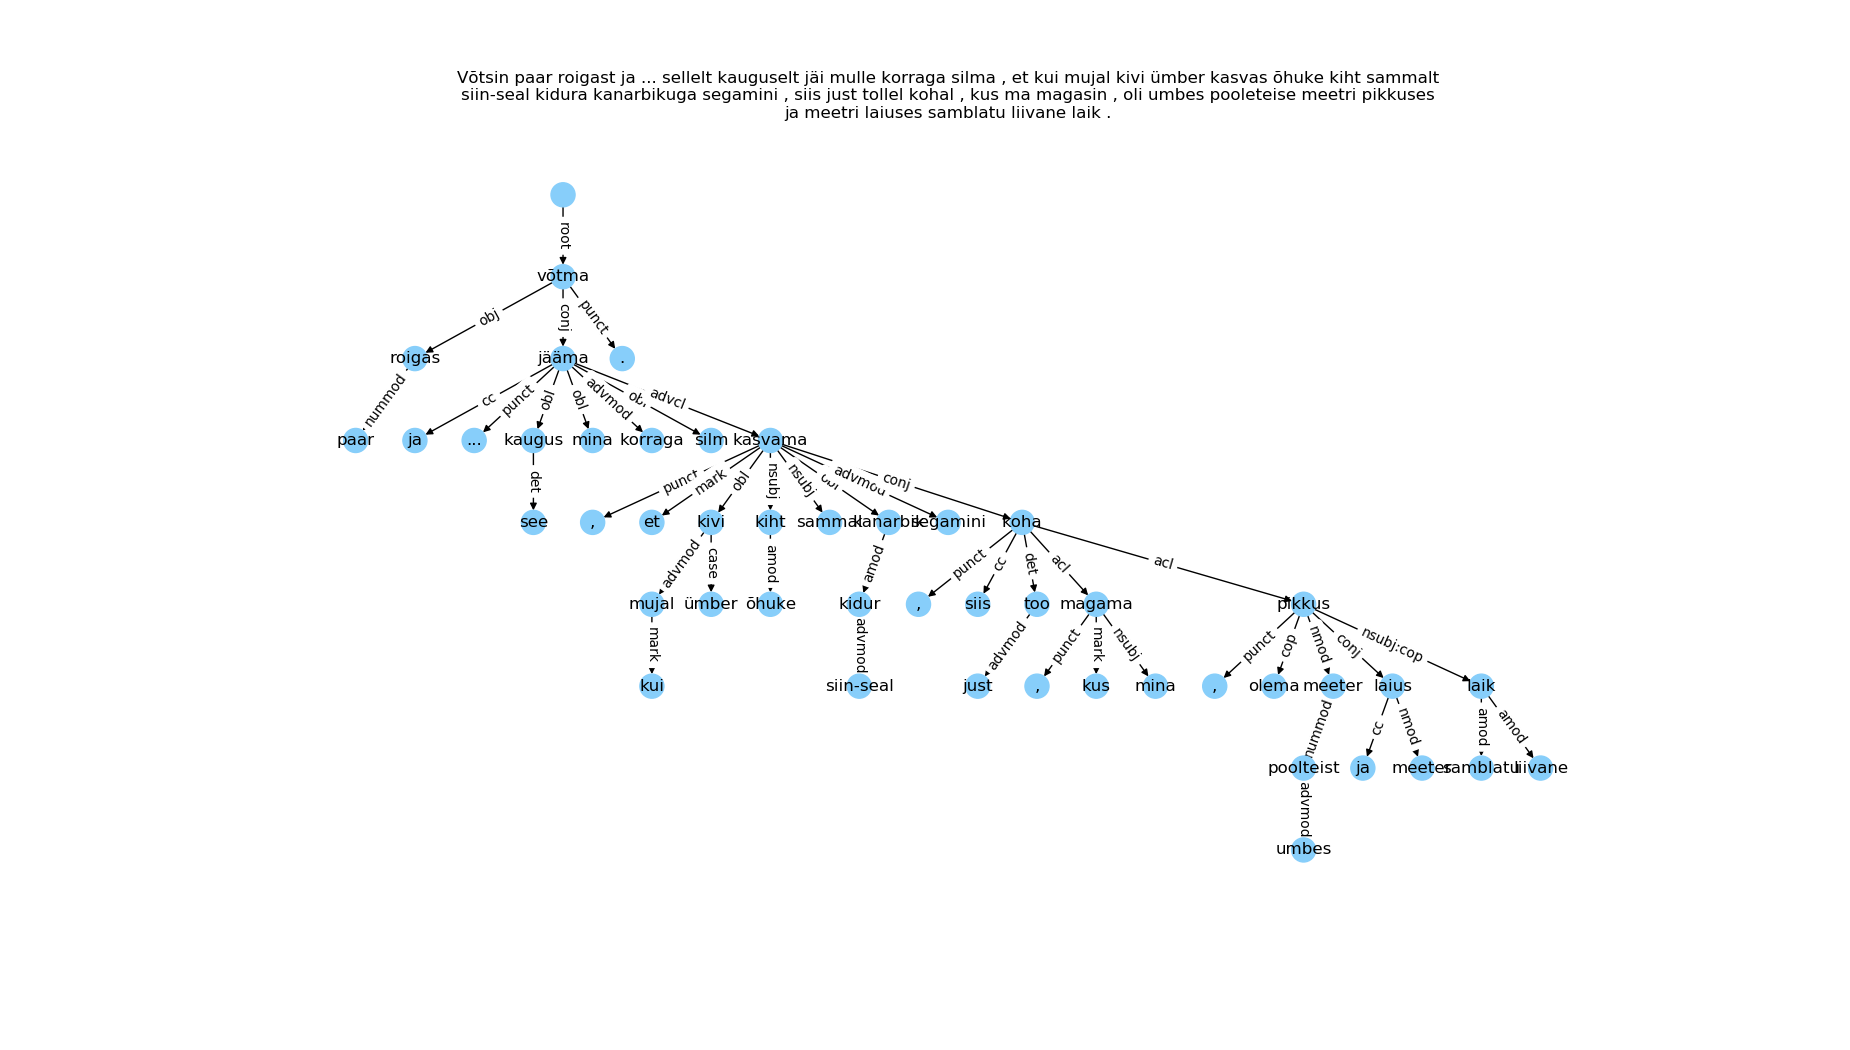 Võtsin paar roigast ja ... sellelt kauguselt jäi mulle korraga silma , et kui mujal kivi ümber kasvas õhuke kiht sammalt
siin-seal kidura kanarbikuga segamini , siis just tollel kohal , kus ma magasin , oli umbes pooleteise meetri pikkuses
ja meetri laiuses samblatu liivane laik .
root
võtma
obj conj punct
roigas jääma .
nummod cc punct obl obl advmod obl advcl
paar ja ... kaugus mina korraga silm kasvama
det punct mark obl nsubj nsubj obl advmod conj
see , et kivi kiht sammal kanarbik segamini koha
advmod case amod amod punct cc det acl acl
mujal ümber õhuke kidur , siis too magama pikkus
mark advmod advmod punct mark nsubj punct cop nmod conj nsubj:cop
kui siin-seal just , kus mina , olema meeter laius laik
nummod cc nmod amod amod
poolteist ja meeter samblatu liivane
advmod
umbes